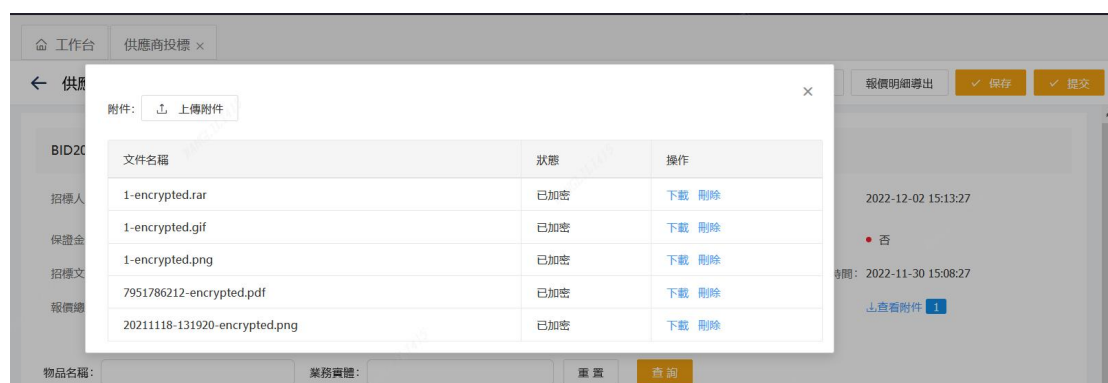 工作台 供應商投標 ×
供應
報價明細導出 保存 提交
附件: 上傳附件 ×
BID20
文件名稱 狀態 操作
招標人 1-encrypted.rar 已加密 下載 刪除 2022-12-02 15:13:27
1-encrypted.gif 已加密 下載 刪除
保證金 否
1-encrypted.png 已加密 下載 刪除
招標文 時間: 2022-11-30 15:08:27
7951786212-encrypted.pdf 已加密 下載 刪除
報價總 查看附件 1
20211118-131920-encrypted.png 已加密 下載 刪除
物品名稱: 業務實體: 重置 查詢